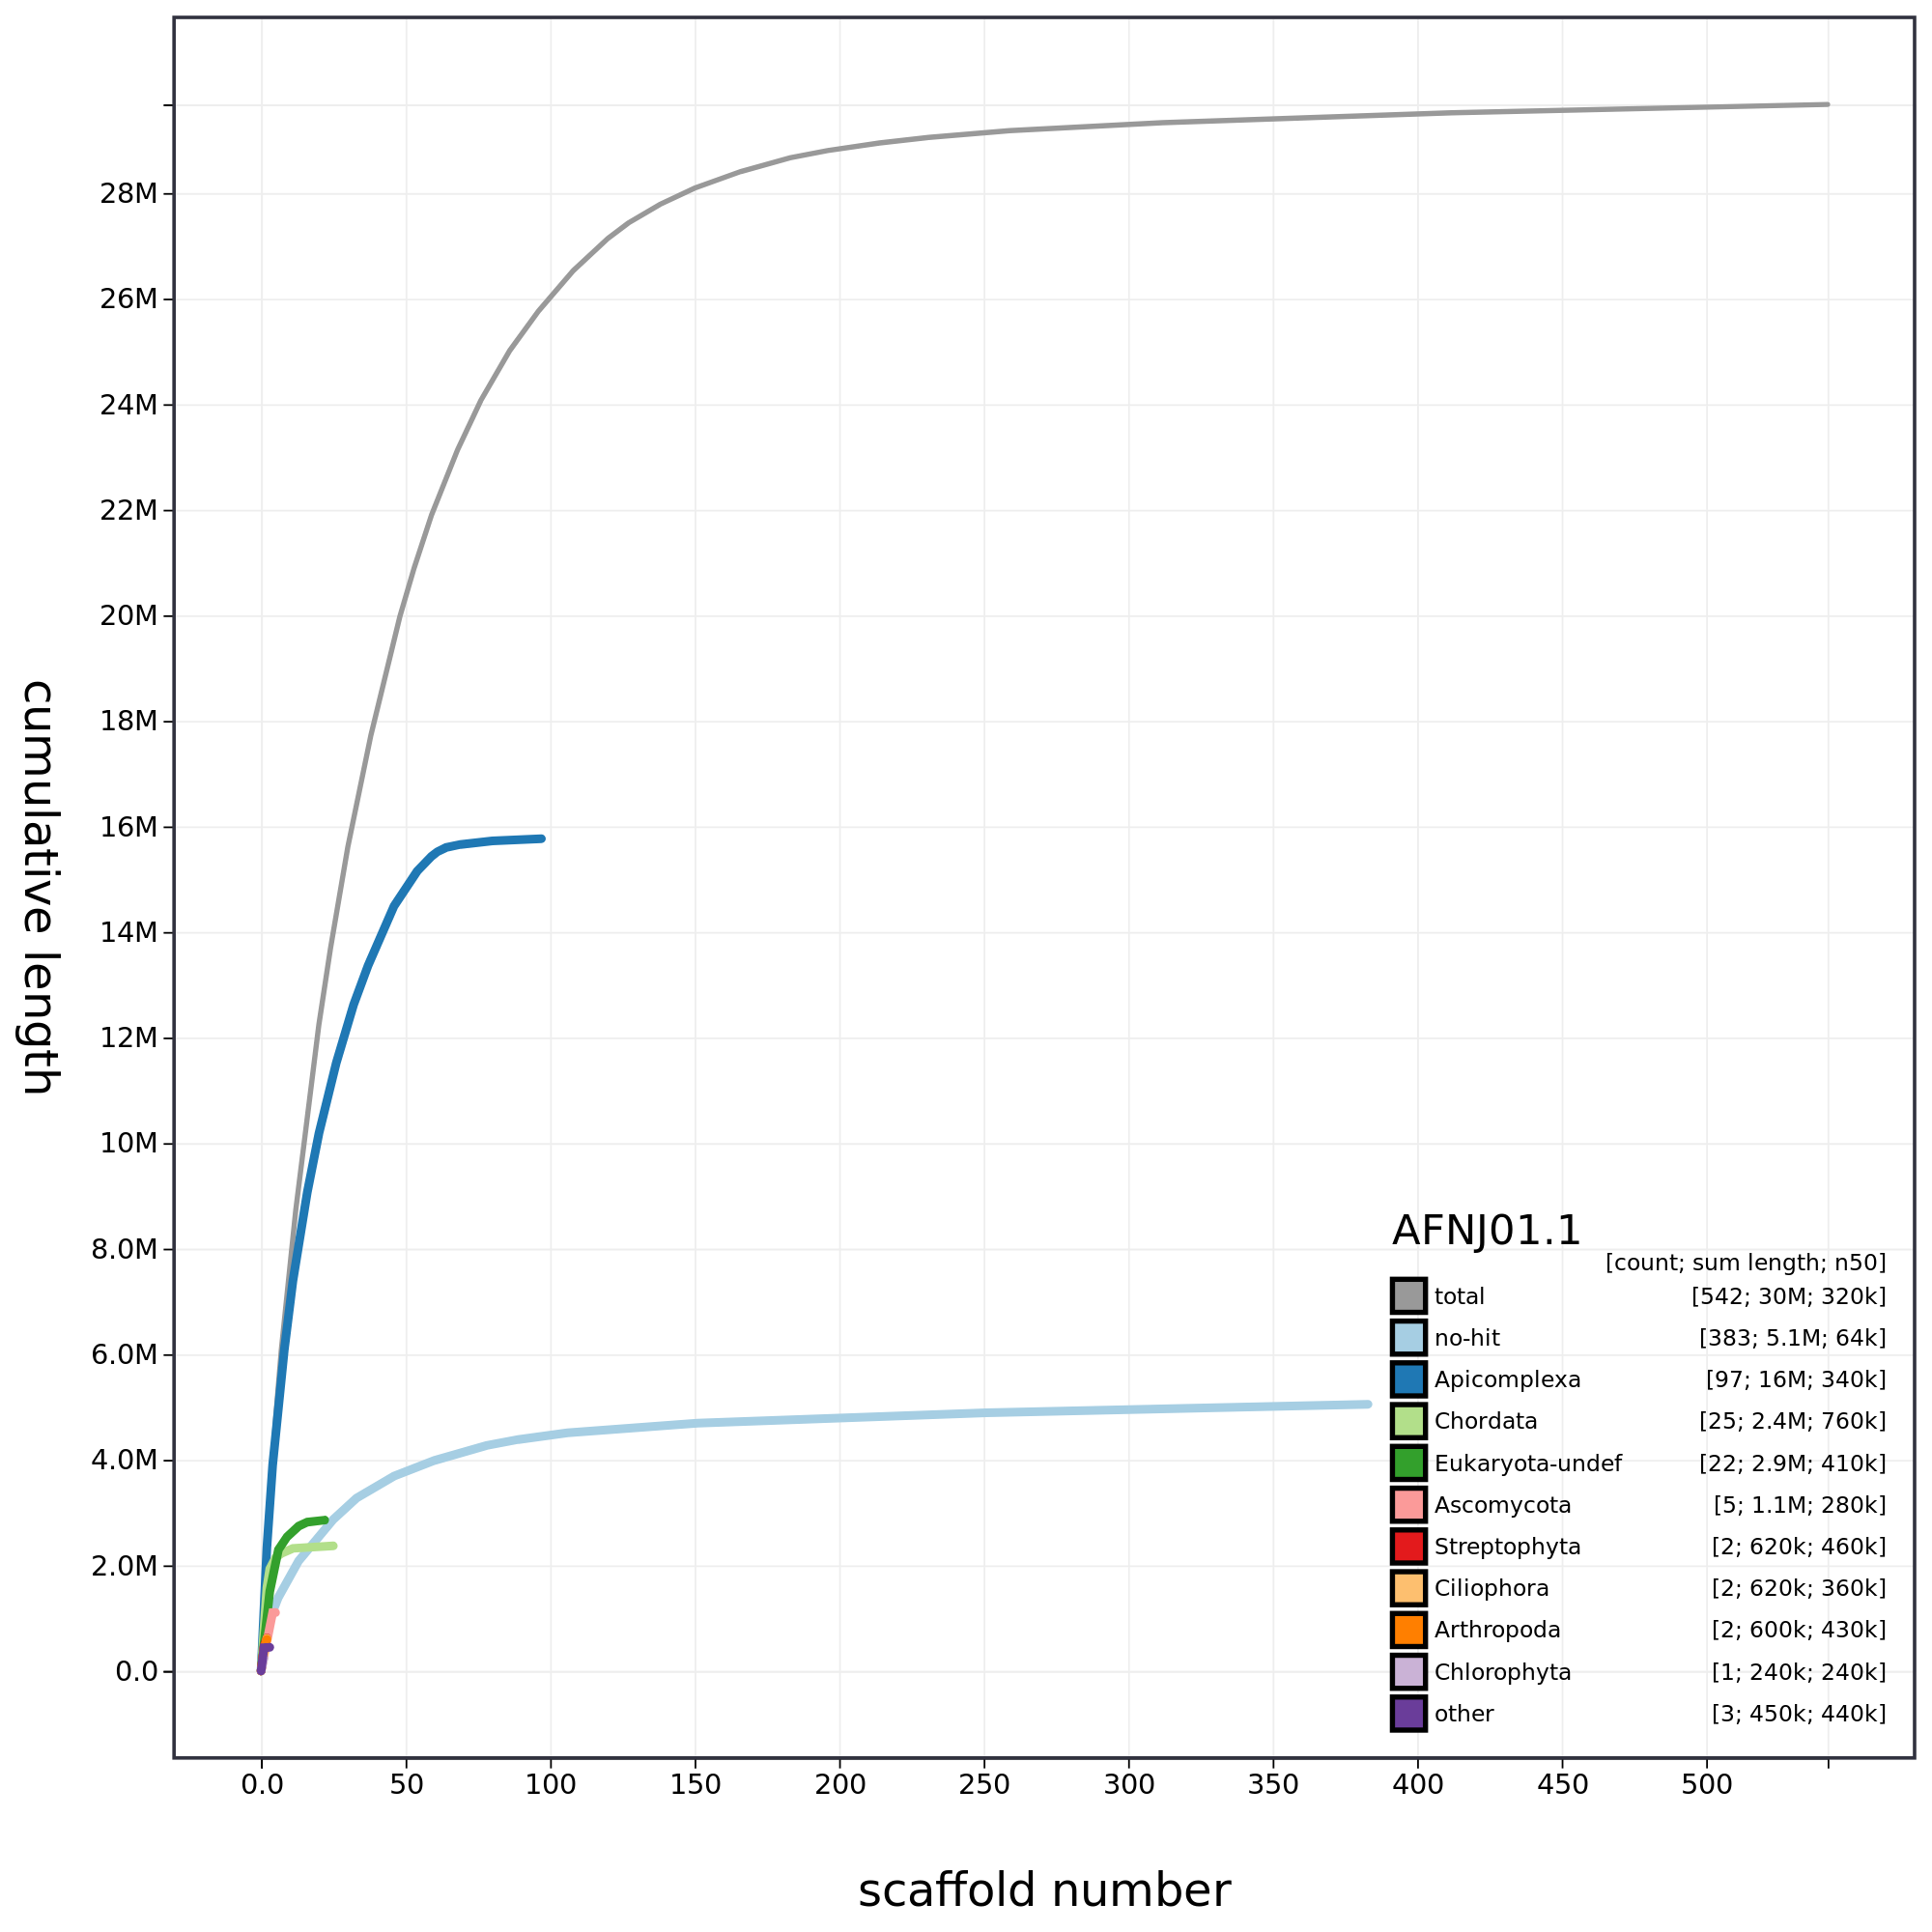 cumulative length
28M
26M
24M
22M
20M
18M
16M
14M
12M
10M
8.0M
6.0M
4.0M
2.0M
0.0
AFNJ01.1
[count; sum length; n50]
total [542; 30M; 320k]
no-hit [383; 5.1M; 64k]
Apicomplexa [97; 16M; 340k]
Chordata [25; 2.4M; 760k]
Eukaryota-undef [22; 2.9M; 410k]
Ascomycota [5; 1.1M; 280k]
Streptophyta [2; 620k; 460k]
Ciliophora [2; 620k; 360k]
Arthropoda [2; 600k; 430k]
Chlorophyta [1; 240k; 240k]
other [3; 450k; 440k]
0.0 50 100 150 200 250 300 350 400 450 500
scaffold number